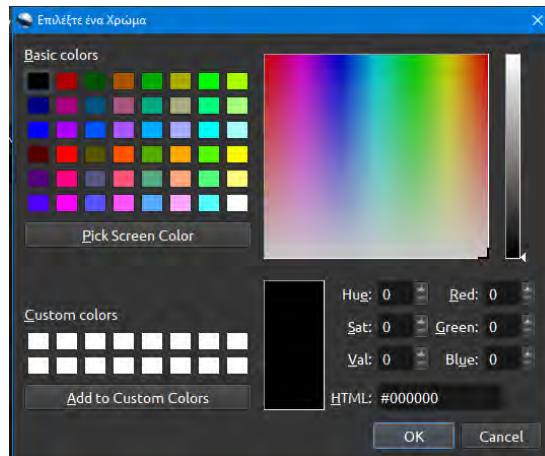 Επιλέξτε ένα Χρώμα
Basic colors
Pick Screen Color
Custom colors
Add to Custom Colors
Hue: 0
Red: 0
Sat: 0
Green: 0
Val: 0
Blue: 0
HTML: #000000
OK
Cancel